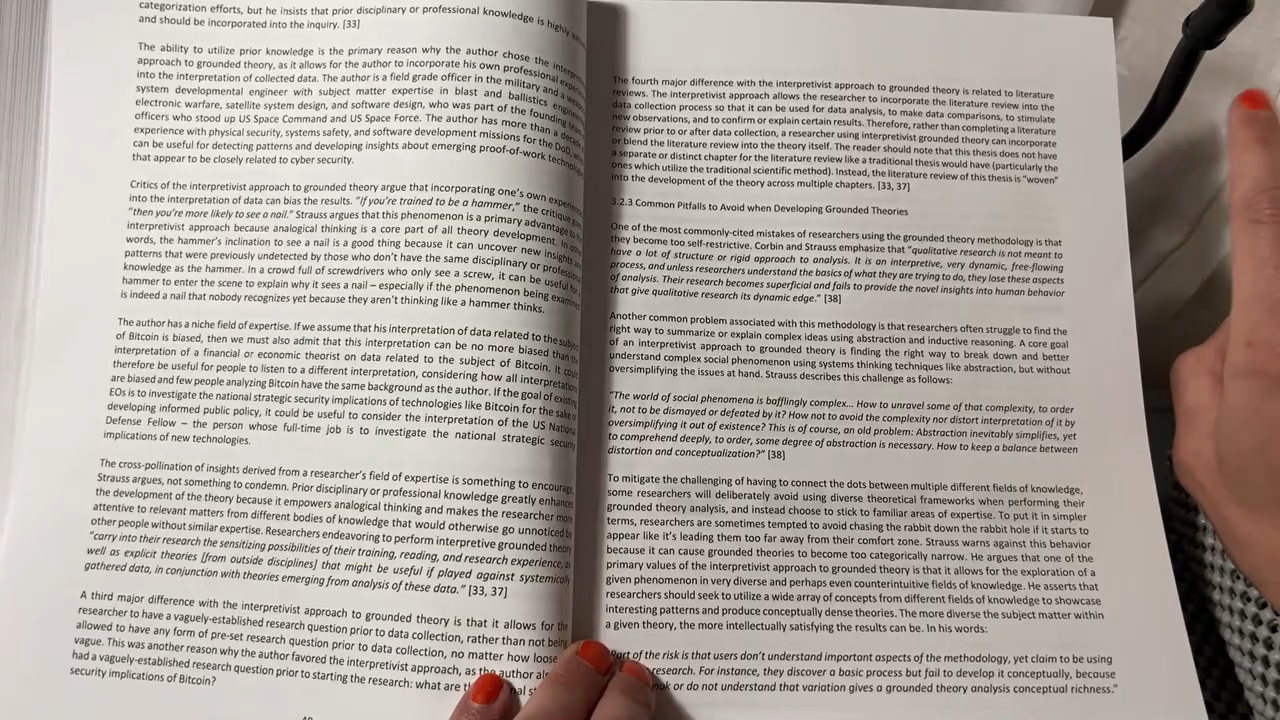 categorization efforts, but he insists that prior disciplinary or professional knowledge is highly
and should be incorporated into the inquiry. [33]
The ability to utilize prior knowledge is the primary reason why the author chose the
approach to grounded theory, as it allows for the author to incorporate his own professional
into the interpretation of collected data. The author is a field grade officer in the military and a
system developmental engineer with subject matter expertise in blast and ballistics
electronic warfare, satellite system design, and software design, who was part of the founding
officers who stood up US Space Command and US Space Force. The author has more than a
experience with physical security, systems safety, and software development missions for the DoD,
can be useful for detecting patterns and developing insights about emerging proof-of-work
that appear to be closely related to cyber security.
Critics of the interpretivist approach to grounded theory argue that incorporating one's own
into the interpretation of data can bias the results. "If you're trained to be a hammer," the critique
"then you're more likely to see a nail." Strauss argues that this phenomenon is a primary advantage
interpretivist approach because analogical thinking is a core part of all theory development. In
words, the hammer's inclination to see a nail is a good thing because it can uncover new insights
patterns that were previously undetected by those who don't have the same disciplinary or
knowledge as the hammer. In a crowd full of screwdrivers who only see a screw, it can be useful
hammer to enter the scene to explain why it sees a nail – especially if the phenomenon being
is indeed a nail that nobody recognizes yet because they aren't thinking like a hammer thinks.
The author has a niche field of expertise. If we assume that his interpretation of data related to the subject
of Bitcoin is biased, then we must also admit that this interpretation can be no more biased than the
interpretation of a financial or economic theorist on data related to the subject of Bitcoin. It could
therefore be useful for people to listen to a different interpretation, considering how all interpretations
are biased and few people analyzing Bitcoin have the same background as the author. If the goal of existing
EOs is to investigate the national strategic security implications of technologies like Bitcoin for the sake of
developing informed public policy, it could be useful to consider the interpretation of the US National
Defense Fellow – the person whose full-time job is to investigate the national strategic security
implications of new technologies.
The cross-pollination of insights derived from a researcher's field of expertise is something to encourage,
Strauss argues, not something to condemn. Prior disciplinary or professional knowledge greatly enhances
the development of the theory because it empowers analogical thinking and makes the researcher more
attentive to relevant matters from different bodies of knowledge that would otherwise go unnoticed by
other people without similar expertise. Researchers endeavoring to perform interpretive grounded theory
"carry into their research the sensitizing possibilities of their training, reading, and research experience, as
well as explicit theories [from outside disciplines] that might be useful if played against systemically
gathered data, in conjunction with theories emerging from analysis of these data." [33, 37]
A third major difference with the interpretivist approach to grounded theory is that it allows for the
researcher to have a vaguely-established research question prior to data collection, rather than not being
allowed to have any form of pre-set research question prior to data collection, no matter how loose
vague. This was another reason why the author favored the interpretivist approach, as the author
had a vaguely-established research question prior to starting the research: what are
security implications of Bitcoin?
The fourth major difference with the interpretivist approach to grounded theory is related to literature
reviews. The interpretivist approach allows the researcher to incorporate the literature review into the
data collection process so that it can be used for data analysis, to make data comparisons, to stimulate
new observations, and to confirm or explain certain results. Therefore, rather than completing a literature
review prior to or after data collection, a researcher using interpretivist grounded theory can incorporate
or blend the literature review into the theory itself. The reader should note that this thesis does not have
a separate or distinct chapter for the literature review like a traditional thesis would have (particularly the
ones which utilize the traditional scientific method). Instead, the literature review of this thesis is "woven"
into the development of the theory across multiple chapters. [33, 37]
3.2.3 Common Pitfalls to Avoid when Developing Grounded Theories
One of the most commonly-cited mistakes of researchers using the grounded theory methodology is that
they become too self-restrictive. Corbin and Strauss emphasize that "qualitative research is not meant to
have a lot of structure or rigid approach to analysis. It is an interpretive, very dynamic, free-flowing
process, and unless researchers understand the basics of what they are trying to do, they lose these aspects
of analysis. Their research becomes superficial and fails to provide the novel insights into human behavior
that give qualitative research its dynamic edge." [38]
Another common problem associated with this methodology is that researchers often struggle to find the
right way to summarize or explain complex ideas using abstraction and inductive reasoning. A core goal
of an interpretivist approach to grounded theory is finding the right way to break down and better
understand complex social phenomenon using systems thinking techniques like abstraction, but without
oversimplifying the issues at hand. Strauss describes this challenge as follows:
"The world of social phenomena is bafflingly complex... How to unravel some of that complexity, to order
it, not to be dismayed or defeated by it? How not to avoid the complexity nor distort interpretation of it by
oversimplifying it out of existence? This is of course, an old problem: Abstraction inevitably simplifies, yet
to comprehend deeply, to order, some degree of abstraction is necessary. How to keep a balance between
distortion and conceptualization?" [38]
To mitigate the challenging of having to connect the dots between multiple different fields of knowledge,
some researchers will deliberately avoid using diverse theoretical frameworks when performing their
grounded theory analysis, and instead choose to stick to familiar areas of expertise. To put it in simpler
terms, researchers are sometimes tempted to avoid chasing the rabbit down the rabbit hole if it starts to
appear like it's leading them too far away from their comfort zone. Strauss warns against this behavior
because it can cause grounded theories to become too categorically narrow. He argues that one of the
primary values of the interpretivist approach to grounded theory is that it allows for the exploration of a
given phenomenon in very diverse and perhaps even counterintuitive fields of knowledge. He asserts that
researchers should seek to utilize a wide array of concepts from different fields of knowledge to showcase
interesting patterns and produce conceptually dense theories. The more diverse the subject matter within
a given theory, the more intellectually satisfying the results can be. In his words:
"Part of the risk is that users don't understand important aspects of the methodology, yet claim to be using
research. For instance, they discover a basic process but fail to develop it conceptually, because
or do not understand that variation gives a grounded theory analysis conceptual richness."